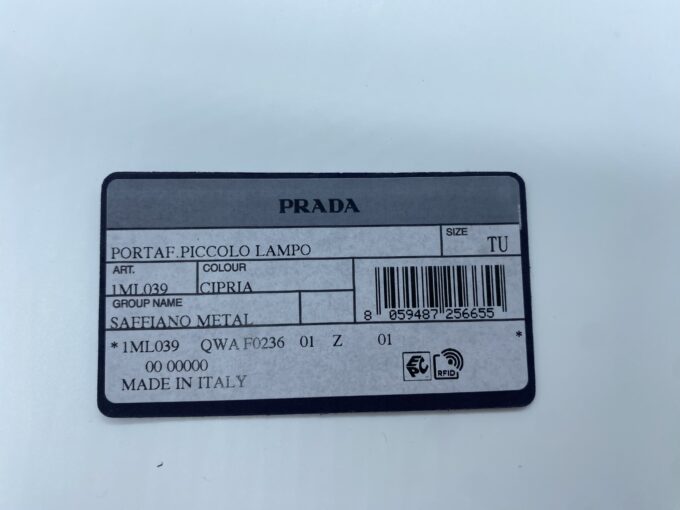 PRADA
PORTAF.PICCOLO LAMPO
SIZE
TU
ART.
1ML039
COLOUR
CIPRIA
GROUP NAME
SAFFIANO METAL
8 059487 256655
*1ML039 QWA F0236 01 Z 01 *
00 00000
MADE IN ITALY
EPC
RFID